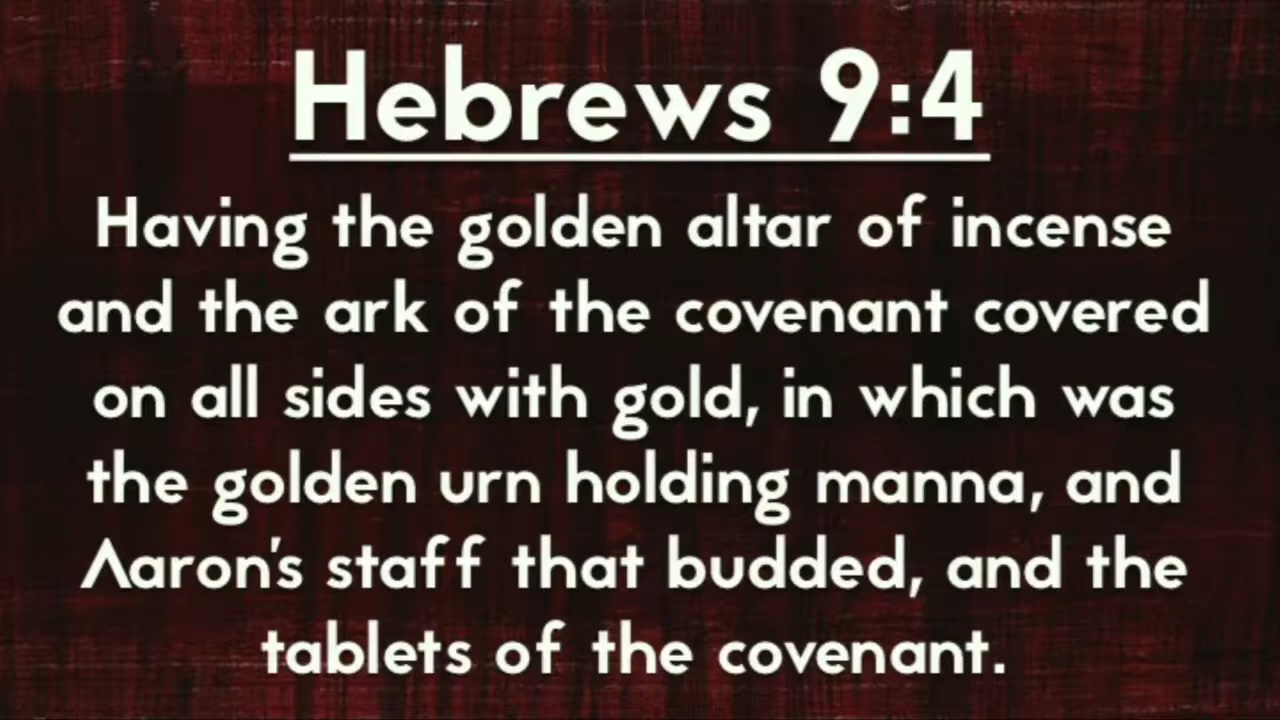 Hebrews 9:4
Having the golden altar of incense
and the ark of the covenant covered
on all sides with gold, in which was
the golden urn holding manna, and
Aaron's staff that budded, and the
tablets of the covenant.